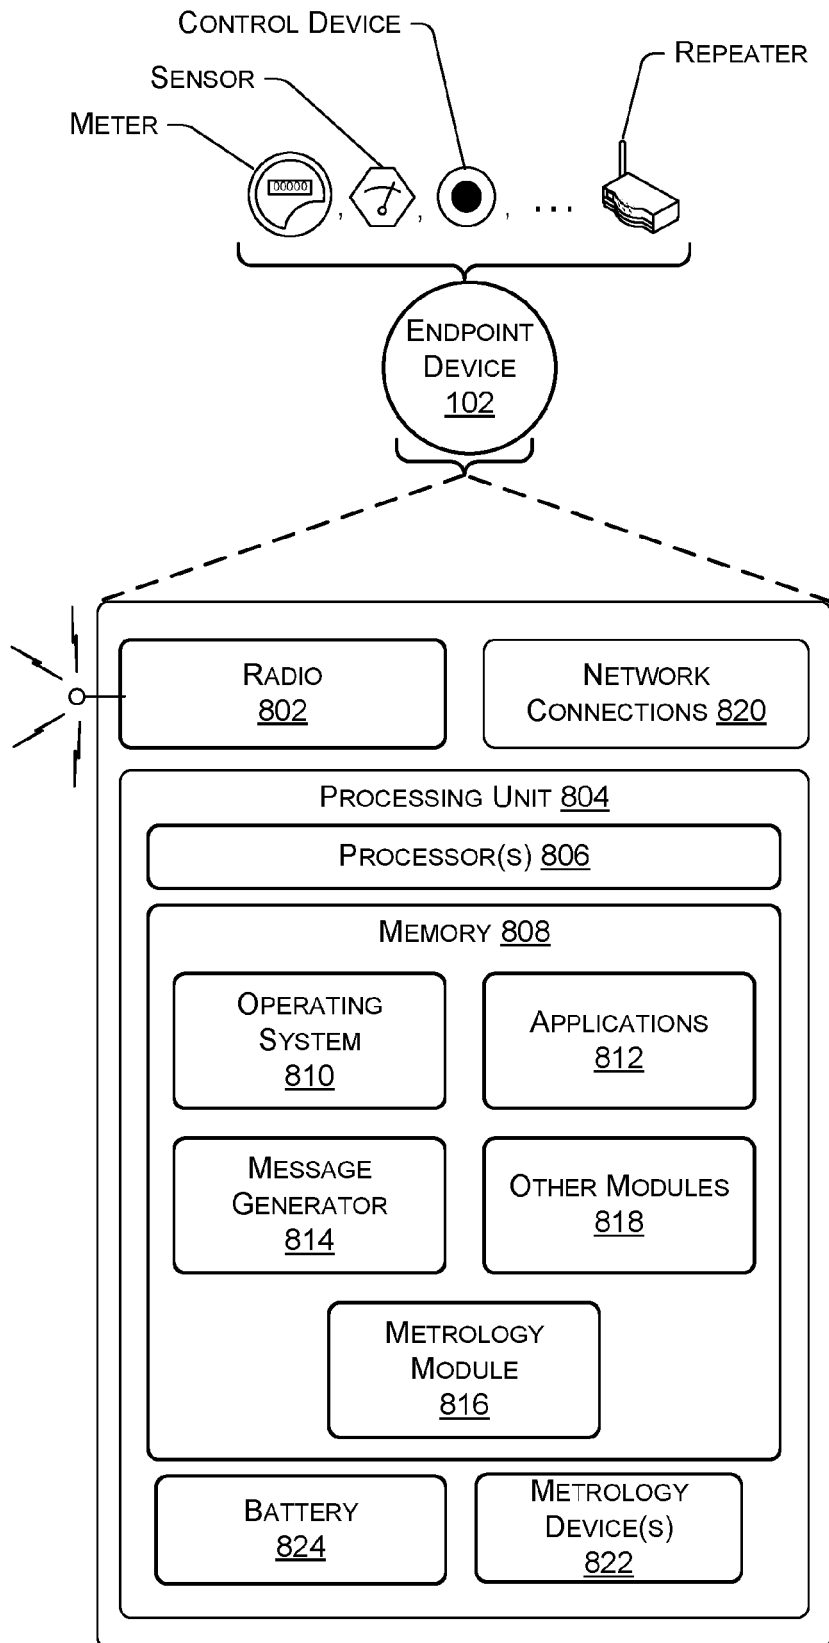 CONTROL DEVICE
SENSOR
REPEATER
METER
00000
, , , ...
ENDPOINT
DEVICE
102
RADIO
802
NETWORK
CONNECTIONS 820
PROCESSING UNIT 804
PROCESSOR(S) 806
MEMORY 808
OPERATING
SYSTEM
810
APPLICATIONS
812
MESSAGE
GENERATOR
814
OTHER MODULES
818
METROLOGY
MODULE
816
BATTERY
824
METROLOGY
DEVICE(S)
822